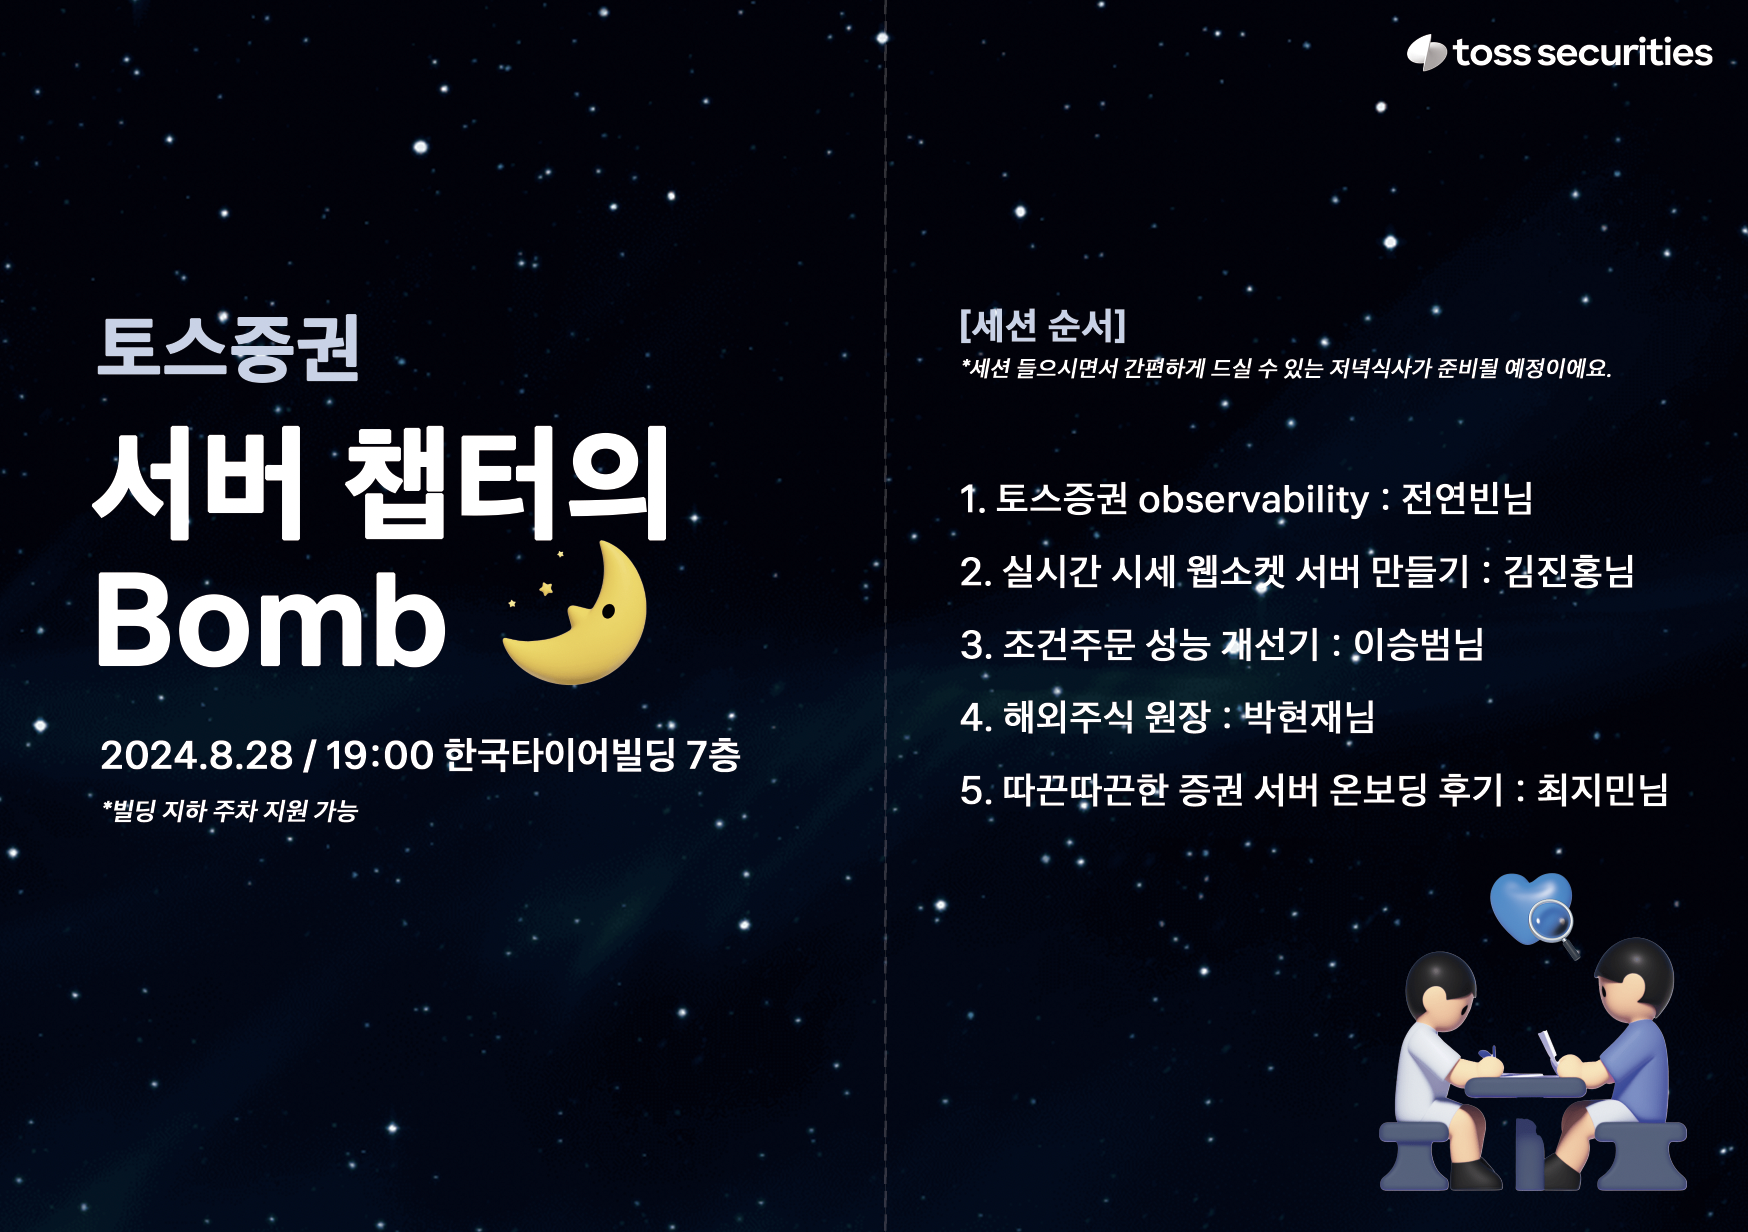 toss securities
토스증권
서버 챕터의
Bomb
2024.8.28 / 19:00 한국타이어빌딩 7층
*빌딩 지하 주차 지원 가능
[세션 순서]
*세션 들으시면서 간편하게 드실 수 있는 저녁식사가 준비될 예정이에요.
1. 토스증권 observability : 전연빈님
2. 실시간 시세 웹소켓 서버 만들기 : 김진홍님
3. 조건주문 성능 개선기 : 이승범님
4. 해외주식 원장 : 박현재님
5. 따끈따끈한 증권 서버 온보딩 후기 : 최지민님